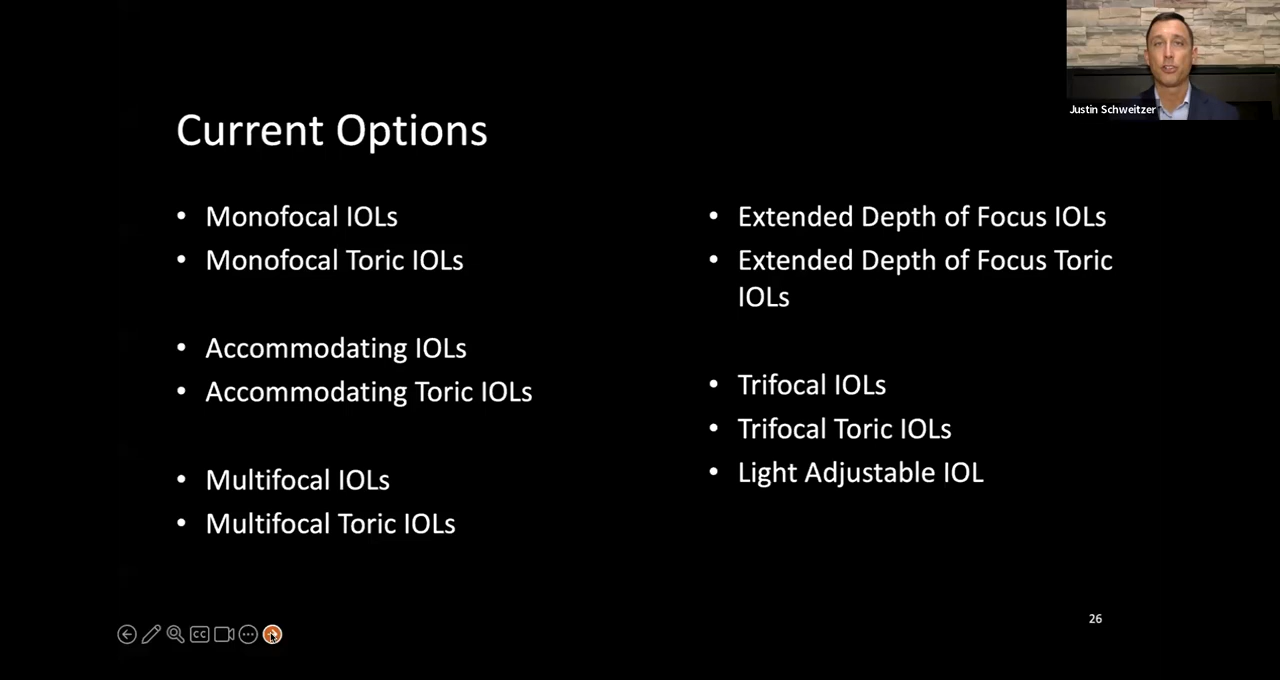 Justin Schweitzer
Current Options
• Monofocal IOLs
• Monofocal Toric IOLs
• Accommodating IOLs
• Accommodating Toric IOLs
• Multifocal IOLs
• Multifocal Toric IOLs
• Extended Depth of Focus IOLs
• Extended Depth of Focus Toric
IOLs
• Trifocal IOLs
• Trifocal Toric IOLs
• Light Adjustable IOL
CC
26